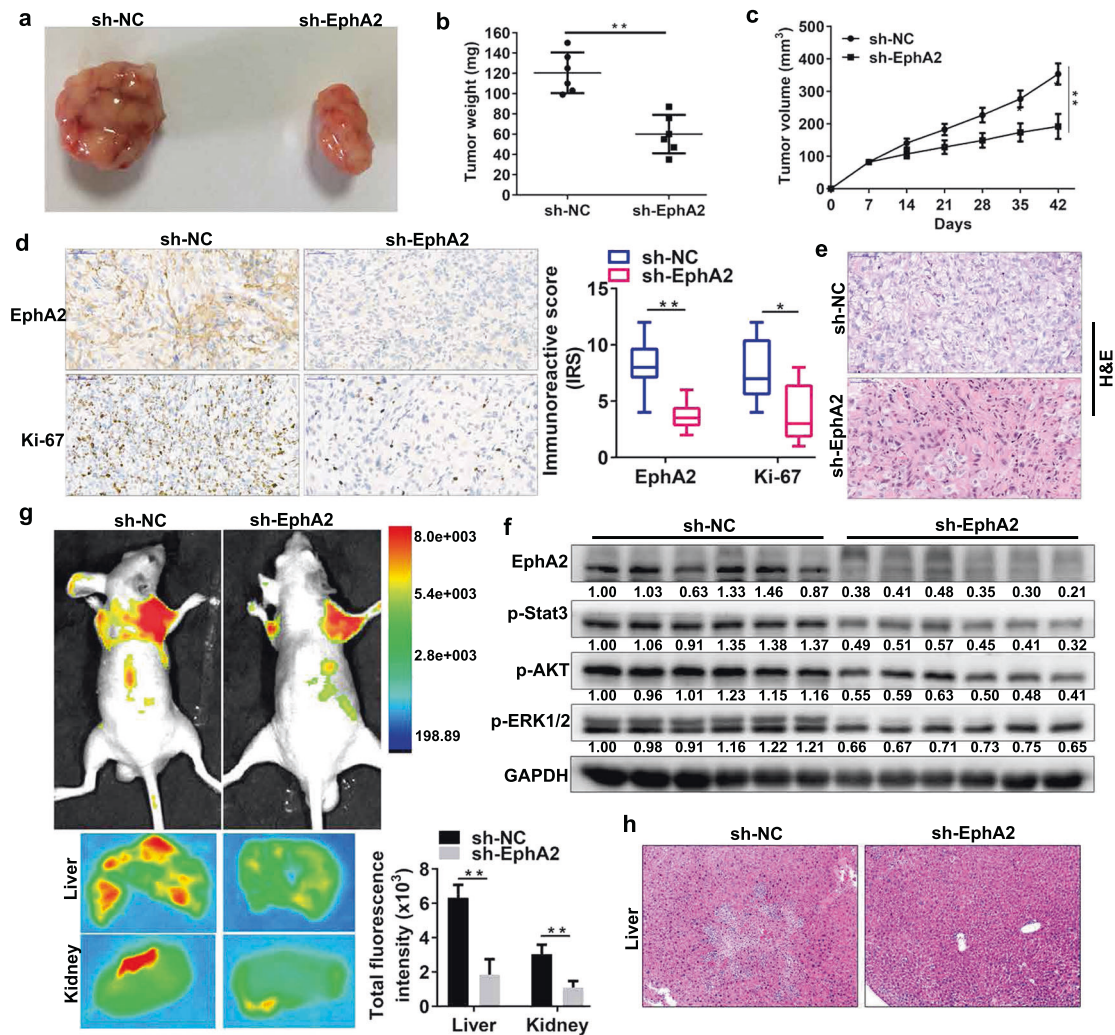 a
sh-NC
sh-EphA2
b
Tumor weight (mg)
160
140
120
100
80
60
40
20
0
**
sh-NC
sh-EphA2
c
Tumor volume (mm3)
400
300
200
100
0
sh-NC
sh-EphA2
**
0 7 14 21 28 35 42
Days
d
sh-NC
sh-EphA2
EphA2
Ki-67
sh-NC
sh-EphA2
Immunoreactive score
(IRS)
15
10
5
0
**
*
EphA2
Ki-67
e
sh-NC
sh-EphA2
H&E
g
sh-NC
sh-EphA2
8.0e+003
5.4e+003
2.8e+003
198.89
Liver
Kidney
Total fluorescence
intensity (x10³)
8
6
4
2
0
sh-NC
sh-EphA2
**
**
Liver
Kidney
f
sh-NC
sh-EphA2
EphA2
1.00 1.03 0.63 1.33 1.46 0.87 0.38 0.41 0.48 0.35 0.30 0.21
p-Stat3
1.00 1.06 0.91 1.35 1.38 1.37 0.49 0.51 0.57 0.45 0.41 0.32
p-AKT
1.00 0.96 1.01 1.23 1.15 1.16 0.55 0.59 0.63 0.50 0.48 0.41
p-ERK1/2
1.00 0.98 0.91 1.16 1.22 1.21 0.66 0.67 0.71 0.73 0.75 0.65
GAPDH
h
sh-NC
sh-EphA2
Liver